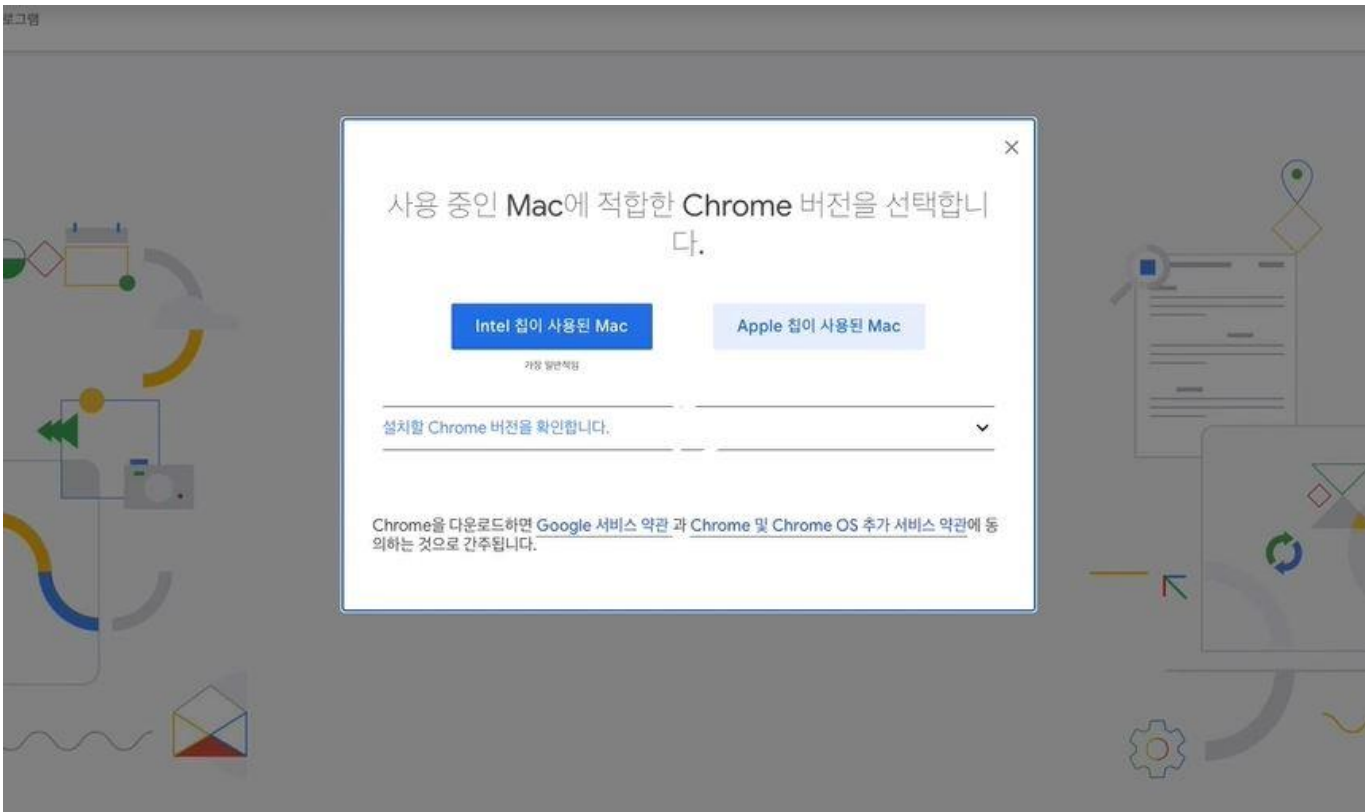 로그램
사용 중인 Mac에 적합한 Chrome 버전을 선택합니
다.
Intel 칩이 사용된 Mac
Apple 칩이 사용된 Mac
가장 일반적임
설치할 Chrome 버전을 확인합니다.
Chrome을 다운로드하면 Google 서비스 약관 과 Chrome 및 Chrome OS 추가 서비스 약관에 동
의하는 것으로 간주됩니다.